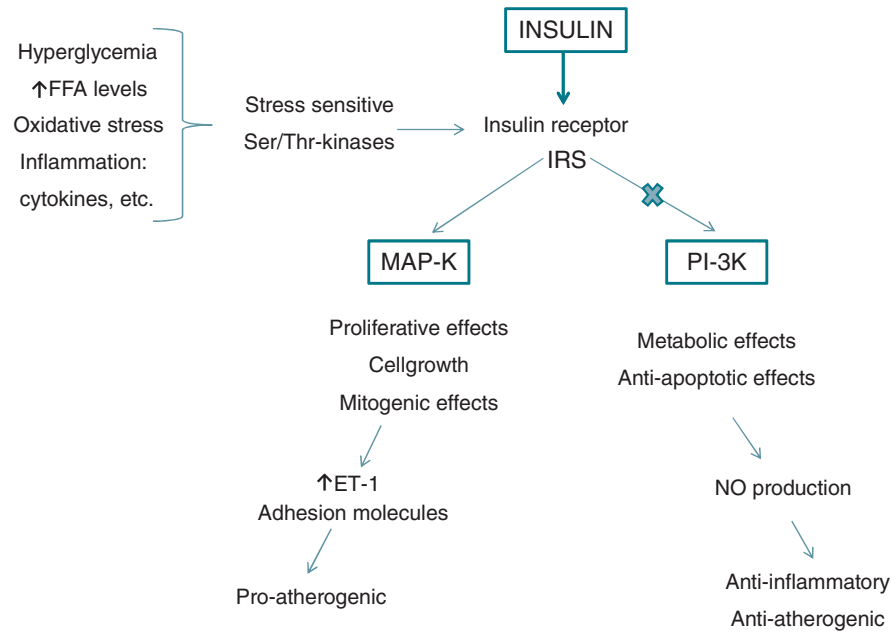 INSULIN
Hyperglycemia
↑FFA levels
Oxidative stress
Inflammation:
cytokines, etc.
Stress sensitive
Ser/Thr-kinases
Insulin receptor
IRS
MAP-K
PI-3K
Proliferative effects
Cellgrowth
Mitogenic effects
Metabolic effects
Anti-apoptotic effects
↑ET-1
Adhesion molecules
NO production
Pro-atherogenic
Anti-inflammatory
Anti-atherogenic